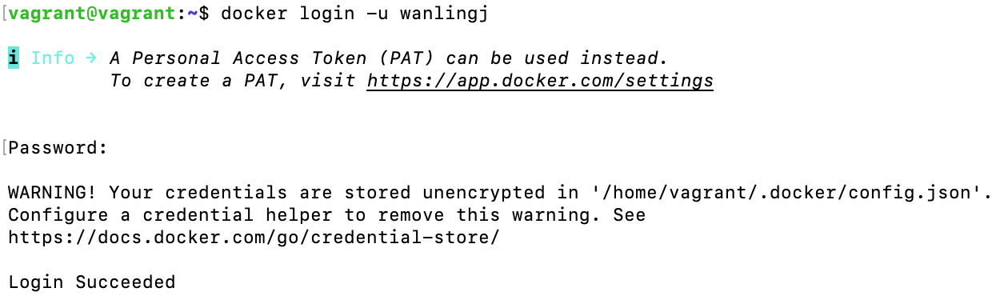 vagrant@vagrant:~$ docker login -u wanlingj
i Info → A Personal Access Token (PAT) can be used instead.
To create a PAT, visit https://app.docker.com/settings
Password:
WARNING! Your credentials are stored unencrypted in '/home/vagrant/.docker/config.json'.
Configure a credential helper to remove this warning. See
https://docs.docker.com/go/credential-store/
Login Succeeded